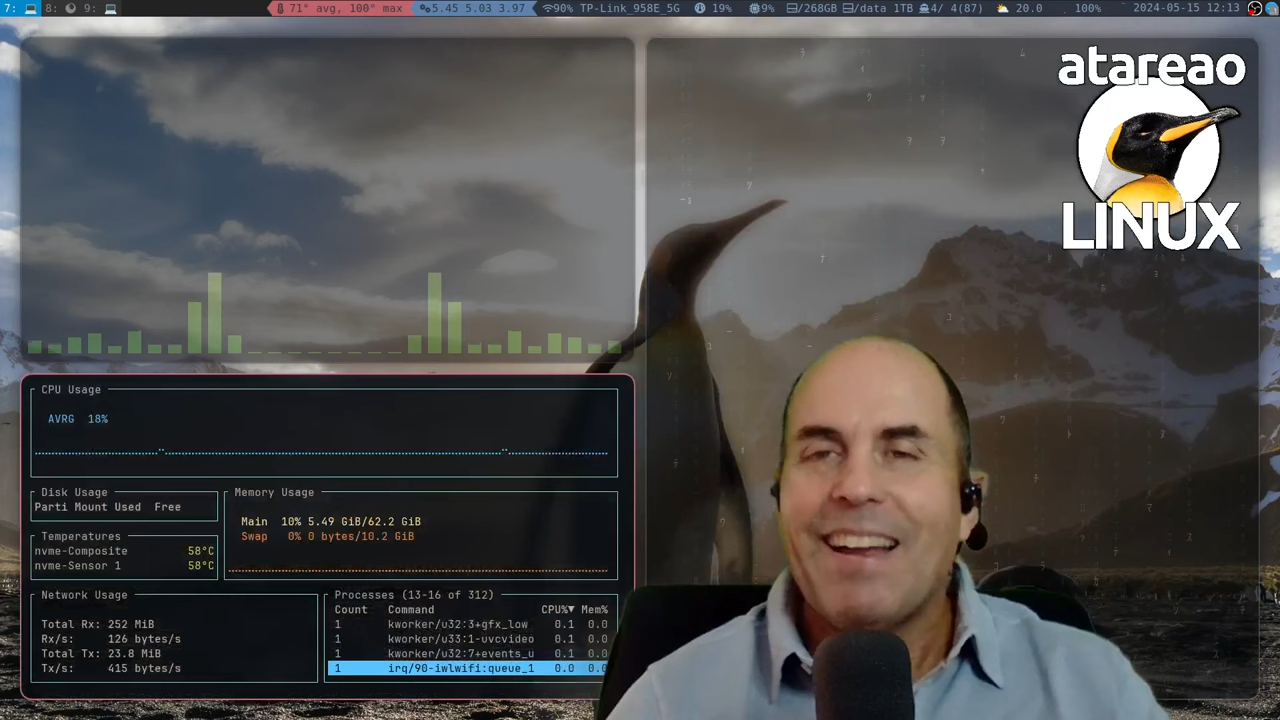 7: 8: 9: 71° avg, 100° max 5.45 5.03 3.97 90% TP-Link_958E_5G 19% 9% /268GB /data 1TB 4/ 4(87) 20.0 100% 2024-05-15 12:13
atareao
LINUX
CPU Usage
AVRG 18%
Disk Usage
Parti Mount Used Free
Memory Usage
Main 10% 5.49 GiB/62.2 GiB
Swap 0% 0 bytes/10.2 GiB
Temperatures
nvme-Composite 58°C
nvme-Sensor 1 58°C
Network Usage
Total Rx: 252 MiB
Rx/s: 126 bytes/s
Total Tx: 23.8 MiB
Tx/s: 415 bytes/s
Processes (13-16 of 312)
Count Command CPU%▼ Mem%
1 kworker/u32:3+gfx_low 0.1 0.0
1 kworker/u33:1-uvcvideo 0.1 0.0
1 kworker/u32:7+events_u 0.1 0.0
1 irq/90-iwlwifi:queue_1 0.0 0.0